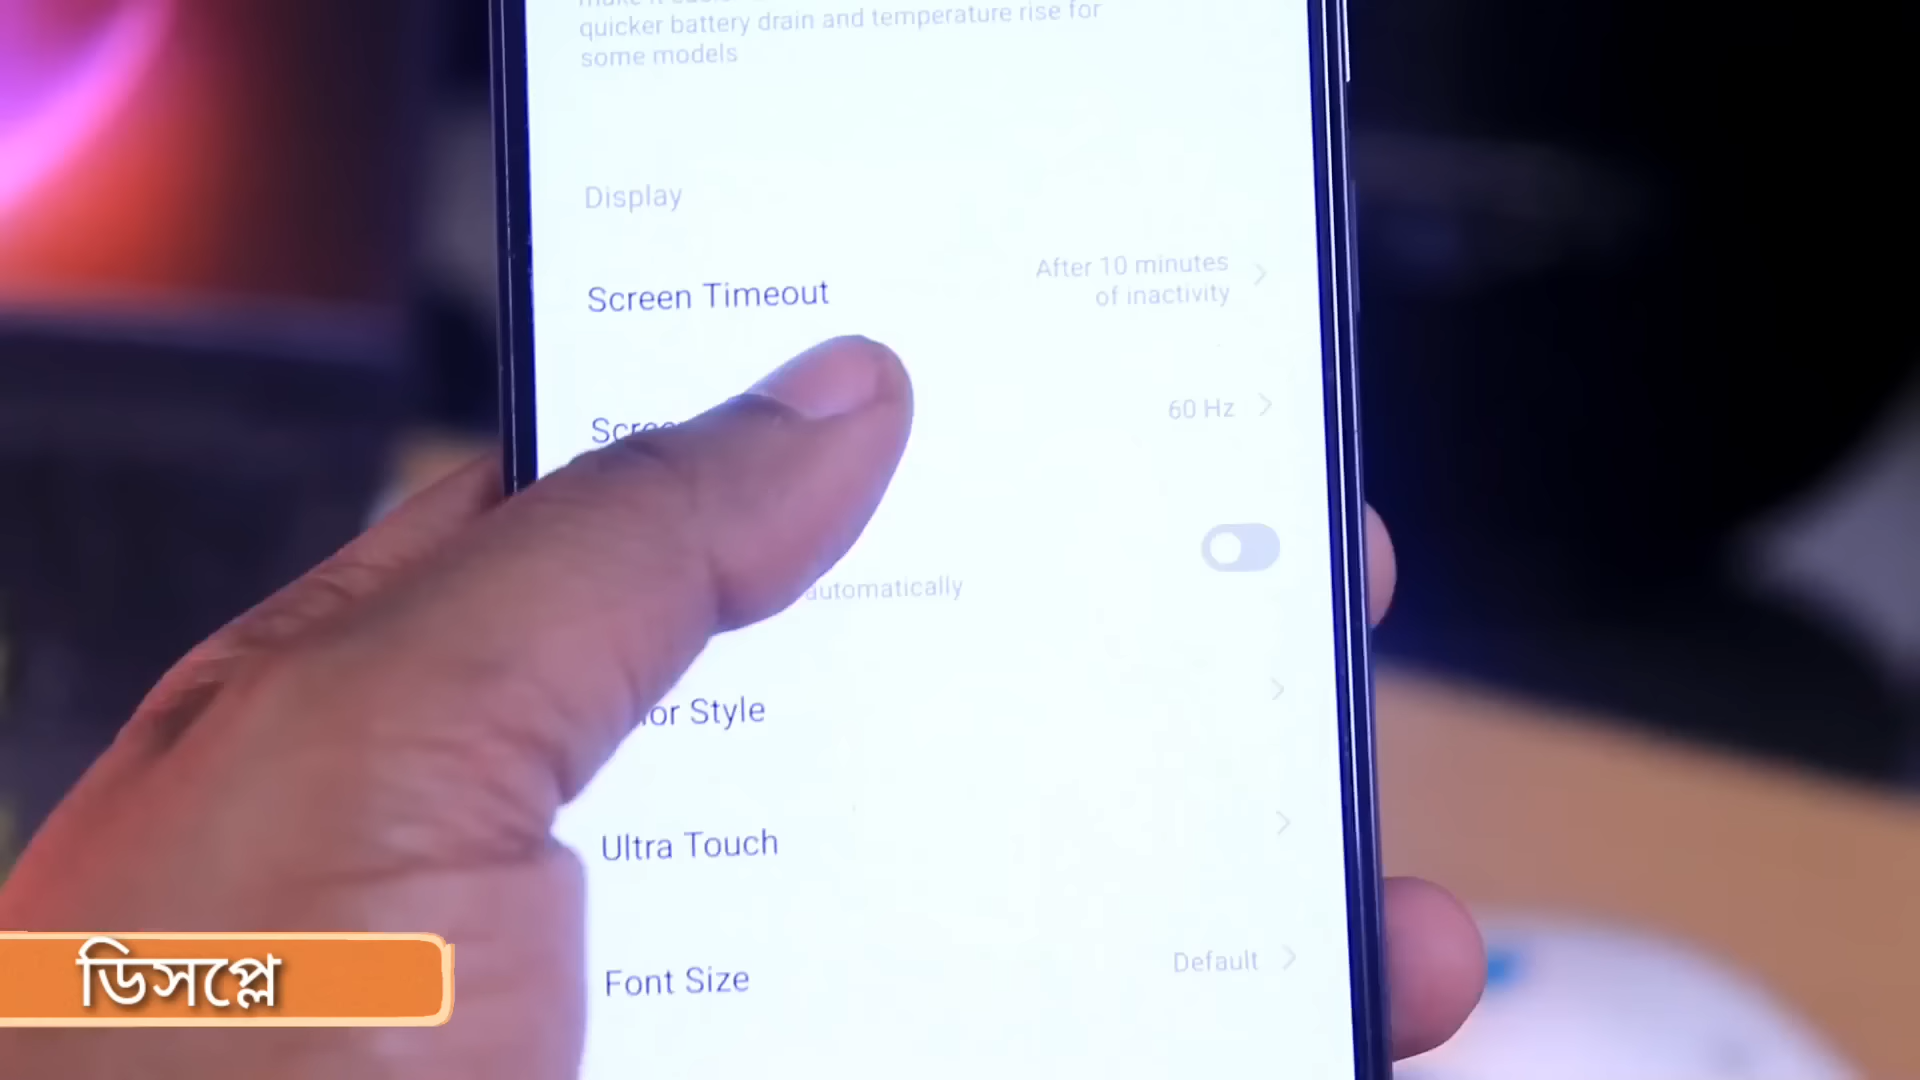 quicker battery drain and temperature rise for
some models
Display
Screen Timeout
After 10 minutes
of inactivity
60 Hz
automatically
Style
Ultra Touch
Font Size
Default
ডিসপ্লে